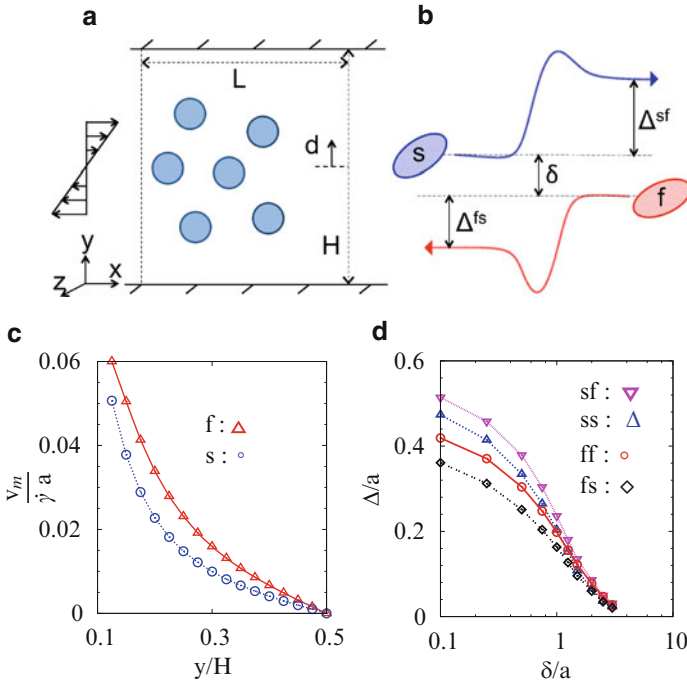 a
L
d
H
y
z
x
b
s
Δ^sf
δ
f
Δ^fs
c
0.06
0.04
0.02
0
v_m
γ̇ a
f :
s :
0.1
0.3
0.5
y/H
d
0.6
0.4
0.2
0
Δ/a
sf :
ss :
ff :
fs :
0.1
1
10
δ/a